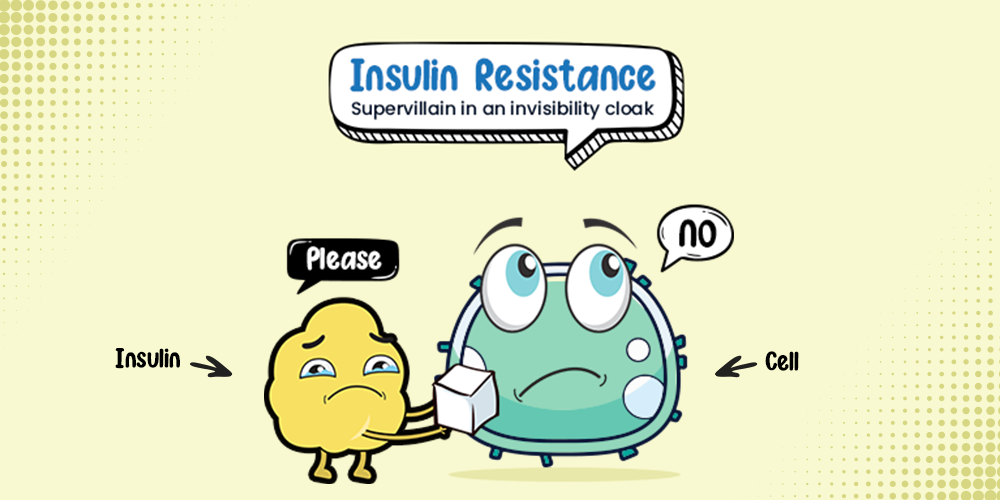 Insulin Resistance
Supervillain in an invisibility cloak
NO
Please
Insulin
Cell